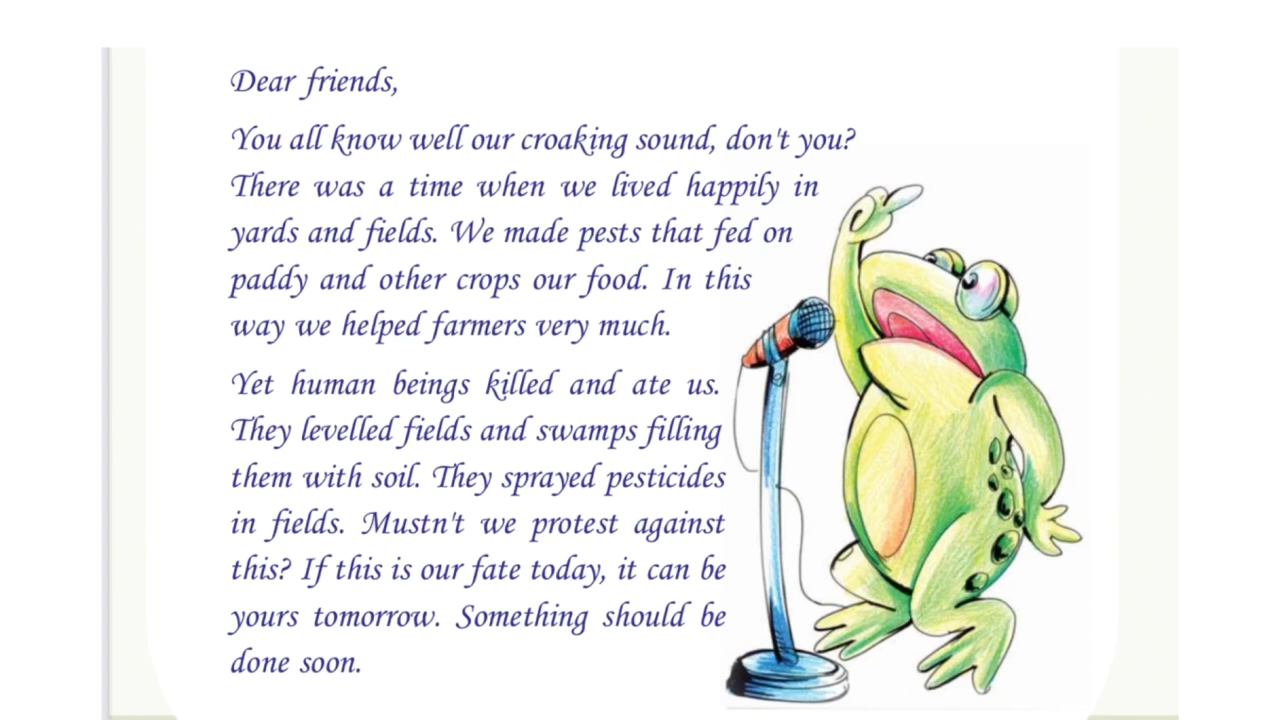 Dear friends,
You all know well our croaking sound, don't you?
There was a time when we lived happily in
yards and fields. We made pests that fed on
paddy and other crops our food. In this
way we helped farmers very much.
Yet human beings killed and ate us.
They levelled fields and swamps filling
them with soil. They sprayed pesticides
in fields. Mustn't we protest against
this? If this is our fate today, it can be
yours tomorrow. Something should be
done soon.